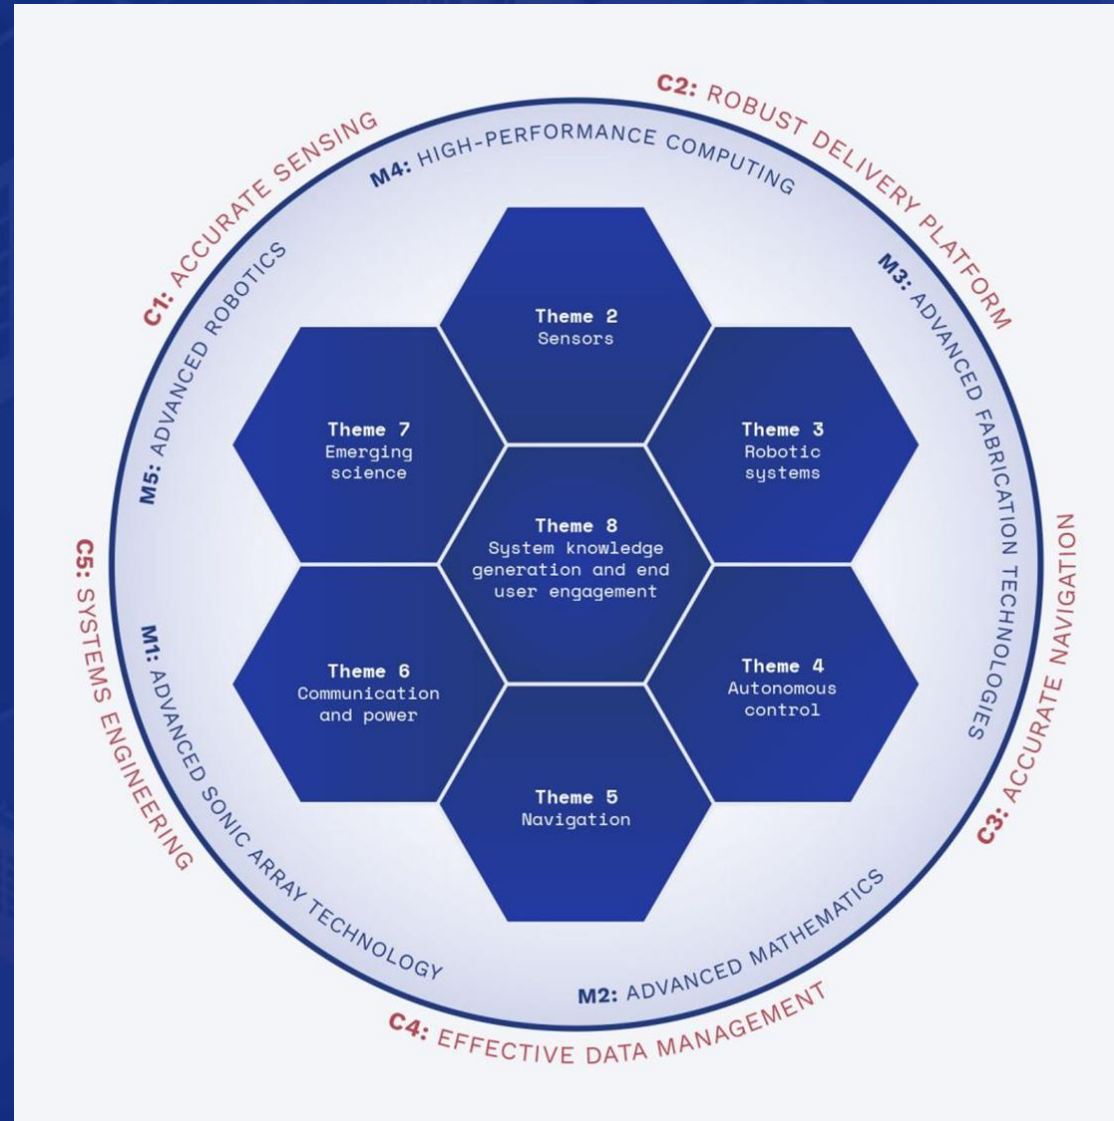 C1: ACCURATE SENSING
C2: ROBUST DELIVERY PLATFORM
C3: ACCURATE NAVIGATION
C4: EFFECTIVE DATA MANAGEMENT
C5: SYSTEMS ENGINEERING
M4: HIGH-PERFORMANCE COMPUTING
M3: ADVANCED FABRICATION TECHNOLOGIES
M2: ADVANCED MATHEMATICS
M1: ADVANCED SONIC ARRAY TECHNOLOGY
M5: ADVANCED ROBOTICS
Theme 2
Sensors
Theme 3
Robotic
systems
Theme 4
Autonomous
control
Theme 5
Navigation
Theme 6
Communication
and power
Theme 7
Emerging
science
Theme 8
System knowledge
generation and end
user engagement